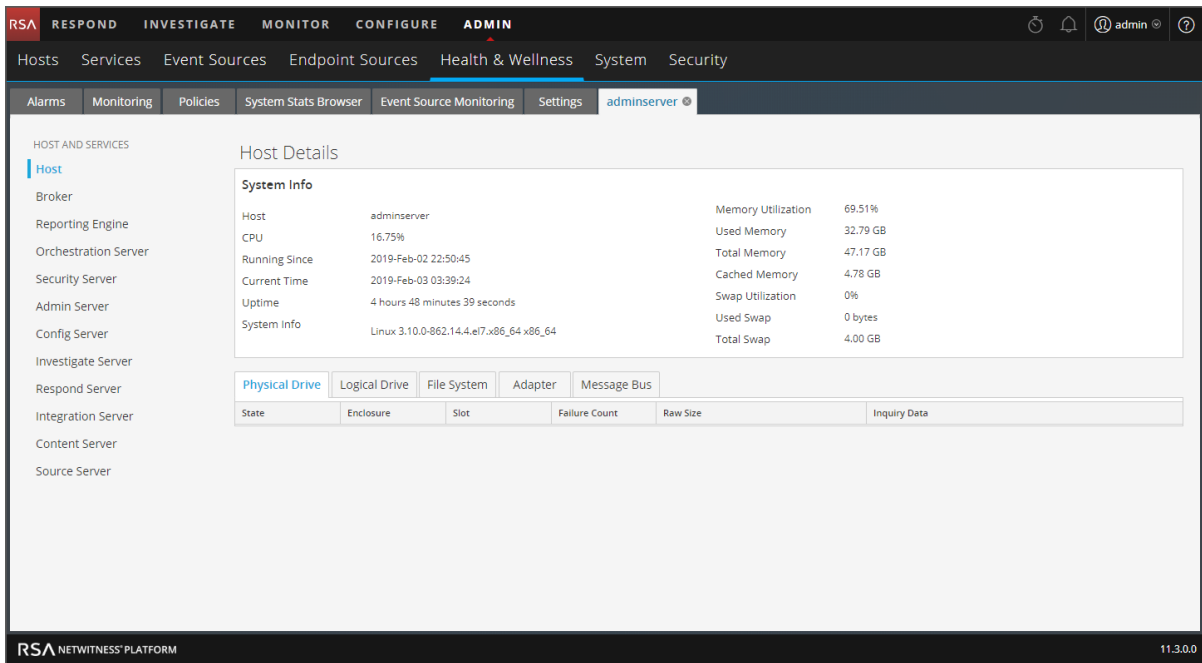 RSA RESPOND INVESTIGATE MONITOR CONFIGURE ADMIN admin
Hosts Services Event Sources Endpoint Sources Health & Wellness System Security
Alarms Monitoring Policies System Stats Browser Event Source Monitoring Settings adminserver
HOST AND SERVICES
Host
Broker
Reporting Engine
Orchestration Server
Security Server
Admin Server
Config Server
Investigate Server
Respond Server
Integration Server
Content Server
Source Server
Host Details
System Info
Host adminserver
CPU 16.75%
Running Since 2019-Feb-02 22:50:45
Current Time 2019-Feb-03 03:39:24
Uptime 4 hours 48 minutes 39 seconds
System Info Linux 3.10.0-862.14.4.el7.x86_64 x86_64
Memory Utilization 69.51%
Used Memory 32.79 GB
Total Memory 47.17 GB
Cached Memory 4.78 GB
Swap Utilization 0%
Used Swap 0 bytes
Total Swap 4.00 GB
Physical Drive Logical Drive File System Adapter Message Bus
State Enclosure Slot Failure Count Raw Size Inquiry Data
RSA NETWITNESS® PLATFORM 11.3.0.0